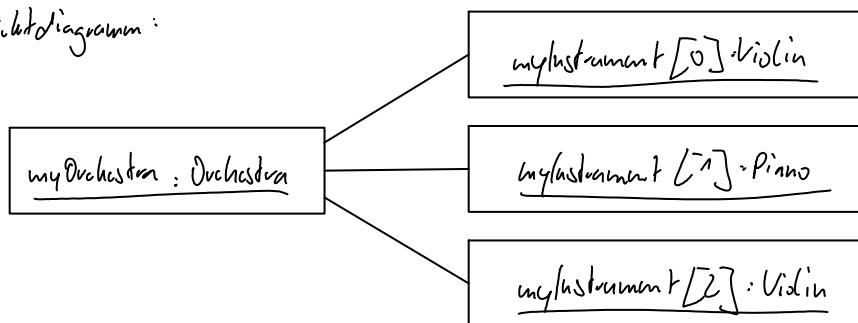 myInstrument [0] : Violin
myOrchestra : Orchestra
myInstrument [1] : Piano
myInstrument [2] : Violin